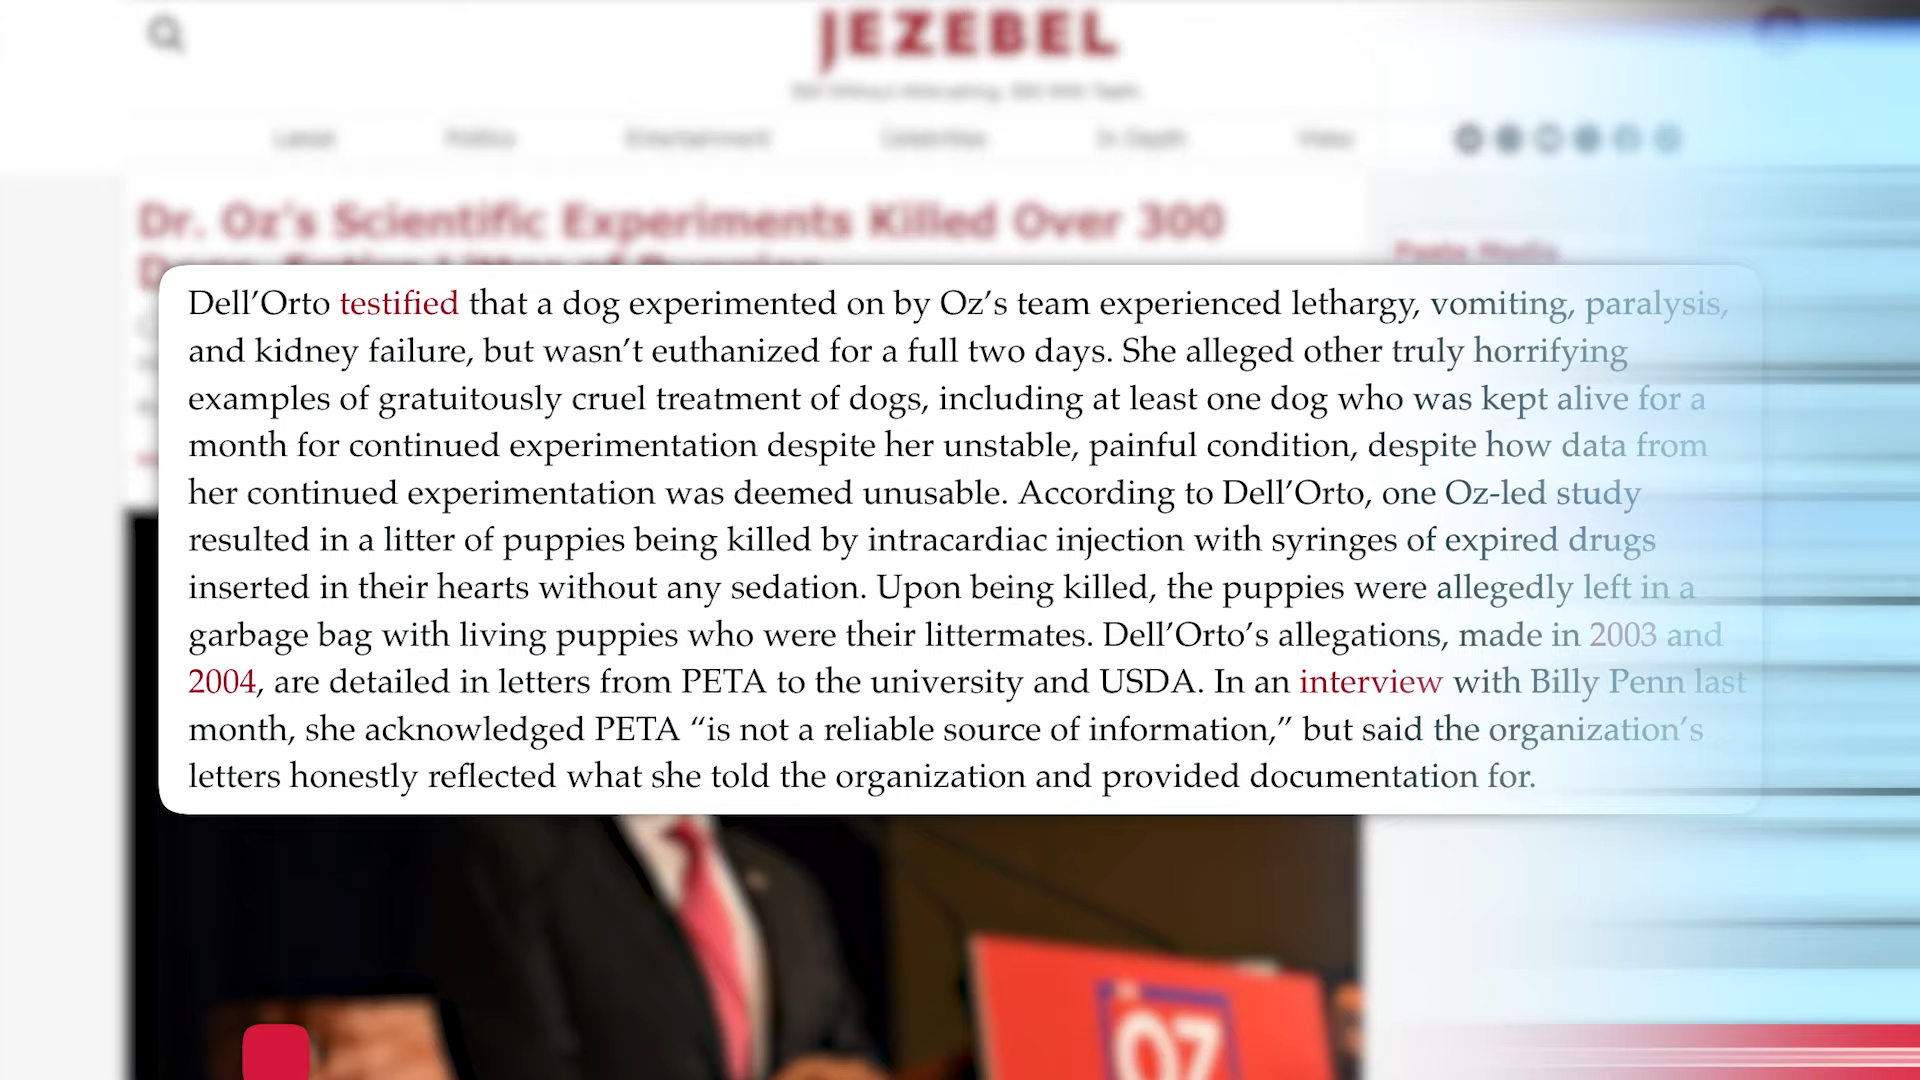 JEZEBEL
Latest Politics Entertainment Celebrities In Depth Video
Dr. Oz's Scientific Experiments Killed Over 300
Paste Media
Dell’Orto testified that a dog experimented on by Oz’s team experienced lethargy, vomiting, paralysis,
and kidney failure, but wasn’t euthanized for a full two days. She alleged other truly horrifying
examples of gratuitously cruel treatment of dogs, including at least one dog who was kept alive for a
month for continued experimentation despite her unstable, painful condition, despite how data from
her continued experimentation was deemed unusable. According to Dell’Orto, one Oz-led study
resulted in a litter of puppies being killed by intracardiac injection with syringes of expired drugs
inserted in their hearts without any sedation. Upon being killed, the puppies were allegedly left in a
garbage bag with living puppies who were their littermates. Dell’Orto’s allegations, made in 2003 and
2004, are detailed in letters from PETA to the university and USDA. In an interview with Billy Penn last
month, she acknowledged PETA “is not a reliable source of information,” but said the organization’s
letters honestly reflected what she told the organization and provided documentation for.
OZ